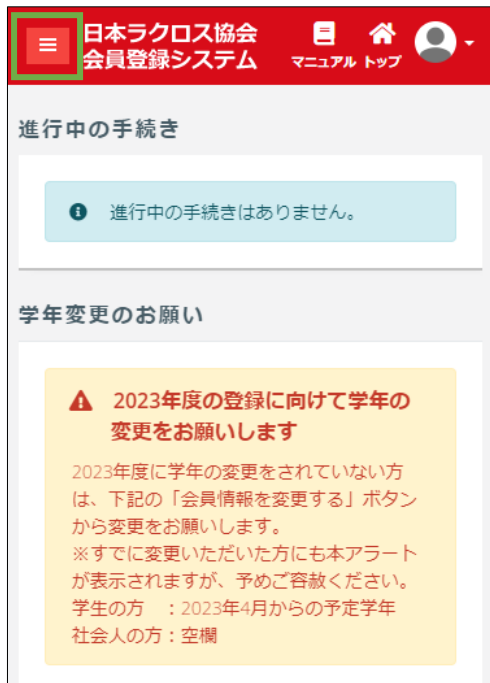 日本ラクロス協会
会員登録システム
マニュアル トップ
進行中の手続き
進行中の手続きはありません。
学年変更のお願い
2023年度の登録に向けて学年の
変更をお願いします
2023年度に学年の変更をされていない方
は、下記の「会員情報を変更する」ボタン
から変更をお願いします。
※すでに変更いただいた方にも本アラート
が表示されますが、予めご容赦ください。
学生の方　：2023年4月からの予定学年
社会人の方：空欄